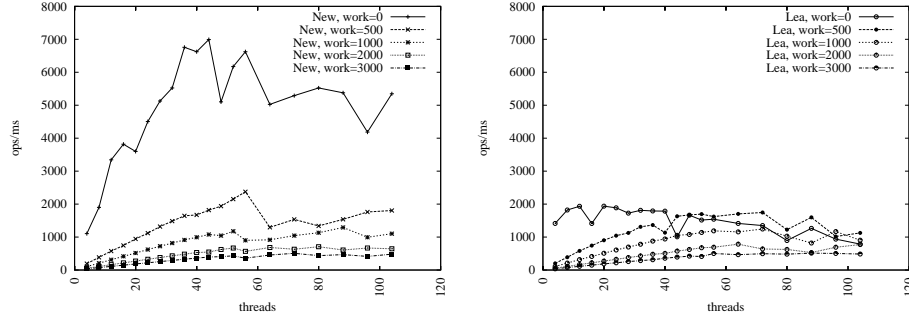 8000
7000
6000
5000
4000
3000
2000
1000
0
ops/ms
0 20 40 60 80 100 120
threads
New, work=0
New, work=500
New, work=1000
New, work=2000
New, work=3000
8000
7000
6000
5000
4000
3000
2000
1000
0
ops/ms
0 20 40 60 80 100 120
threads
Lea, work=0
Lea, work=500
Lea, work=1000
Lea, work=2000
Lea, work=3000